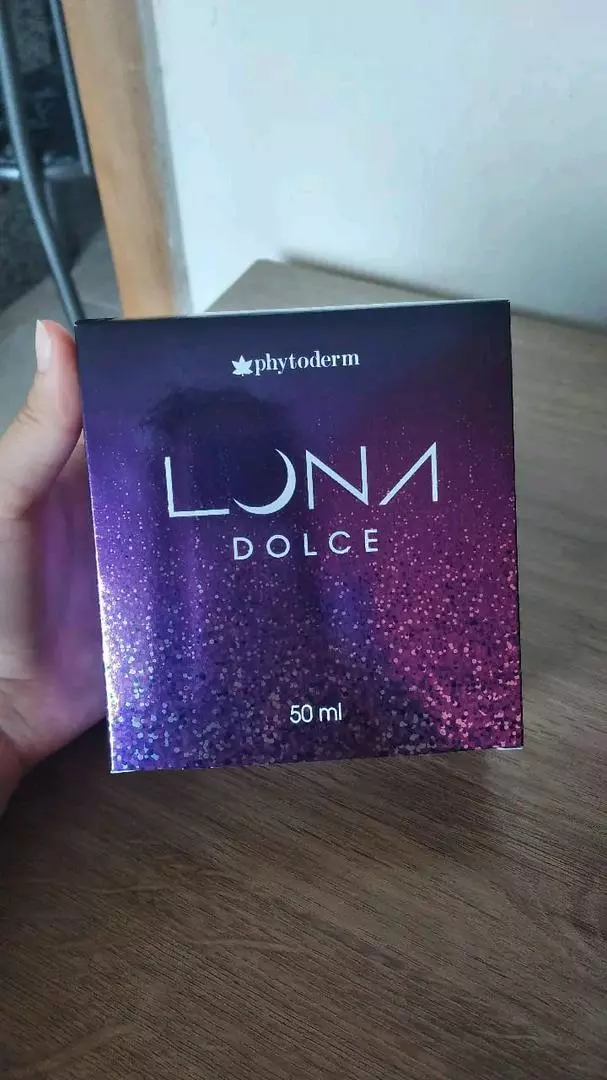 phytoderm
LUNA
DOLCE
50 ml